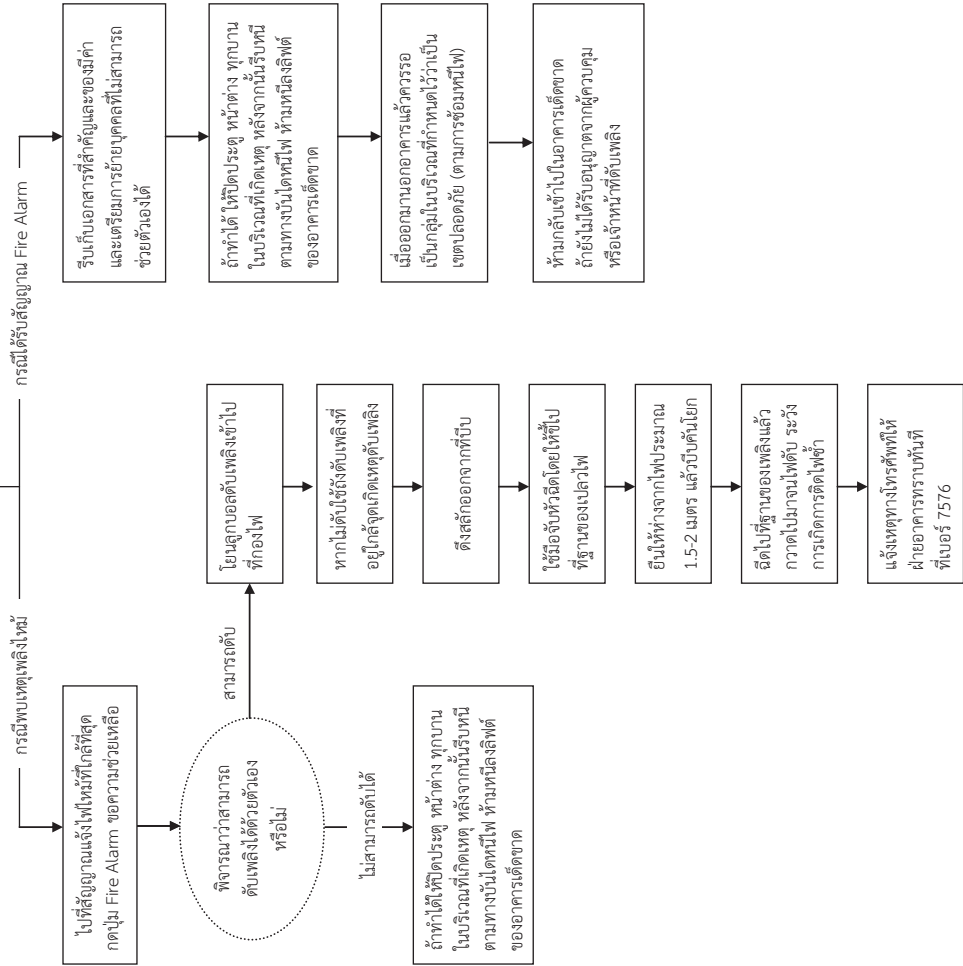 กรณีพบเหตุเพลิงไหม้
ไปที่สัญญาณแจ้งไฟไหม้ที่ใกล้ที่สุด
กดปุ่ม Fire Alarm ขอความช่วยเหลือ
พิจารณาว่าสามารถ
ดับเพลิงได้ด้วยตัวเอง
หรือไม่
ไม่สามารถดับได้
ถ้าทำได้ให้ปิดประตู หน้าต่าง ทุกบาน
ในบริเวณที่เกิดเหตุ หลังจากนั้นรีบหนี
ตามทางบันไดหนีไฟ ห้ามหนีลงลิฟต์
ของอาคารเด็ดขาด
สามารถดับ
โยนลูกบอลดับเพลิงเข้าไป
ที่กองไฟ
หากไม่ดับใช้ถังดับเพลิงที่
อยู่ใกล้จุดเกิดเหตุดับเพลิง
ดึงสลักออกจากที่บีบ
ใช้มือจับหัวฉีดโดยให้ชี้ไป
ที่ฐานของเปลวไฟ
ยืนให้ห่างจากไฟประมาณ
1.5-2 เมตร แล้วบีบคันโยก
ฉีดไปที่ฐานของเพลิงแล้ว
กวาดไปมาจนไฟดับ ระวัง
การเกิดการติดไฟซ้ำ
แจ้งเหตุทางโทรศัพท์ให้
ฝ่ายอาคารทราบทันที
ที่เบอร์ 7576
กรณีได้รับสัญญาณ Fire Alarm
รีบเก็บเอกสารที่สำคัญและของมีค่า
และเตรียมการย้ายบุคคลที่ไม่สามารถ
ช่วยตัวเองได้
ถ้าทำได้ ให้ปิดประตู หน้าต่าง ทุกบาน
ในบริเวณที่เกิดเหตุ หลังจากนั้นรีบหนี
ตามทางบันไดหนีไฟ ห้ามหนีลงลิฟต์
ของอาคารเด็ดขาด
เมื่อออกมานอกอาคารแล้วควรรอ
เป็นกลุ่มในบริเวณที่กำหนดไว้ว่าเป็น
เขตปลอดภัย (ตามการซ้อมหนีไฟ)
ห้ามกลับเข้าไปในอาคารเด็ดขาด
ถ้ายังไม่ได้รับอนุญาตจากผู้ควบคุม
หรือเจ้าหน้าที่ดับเพลิง